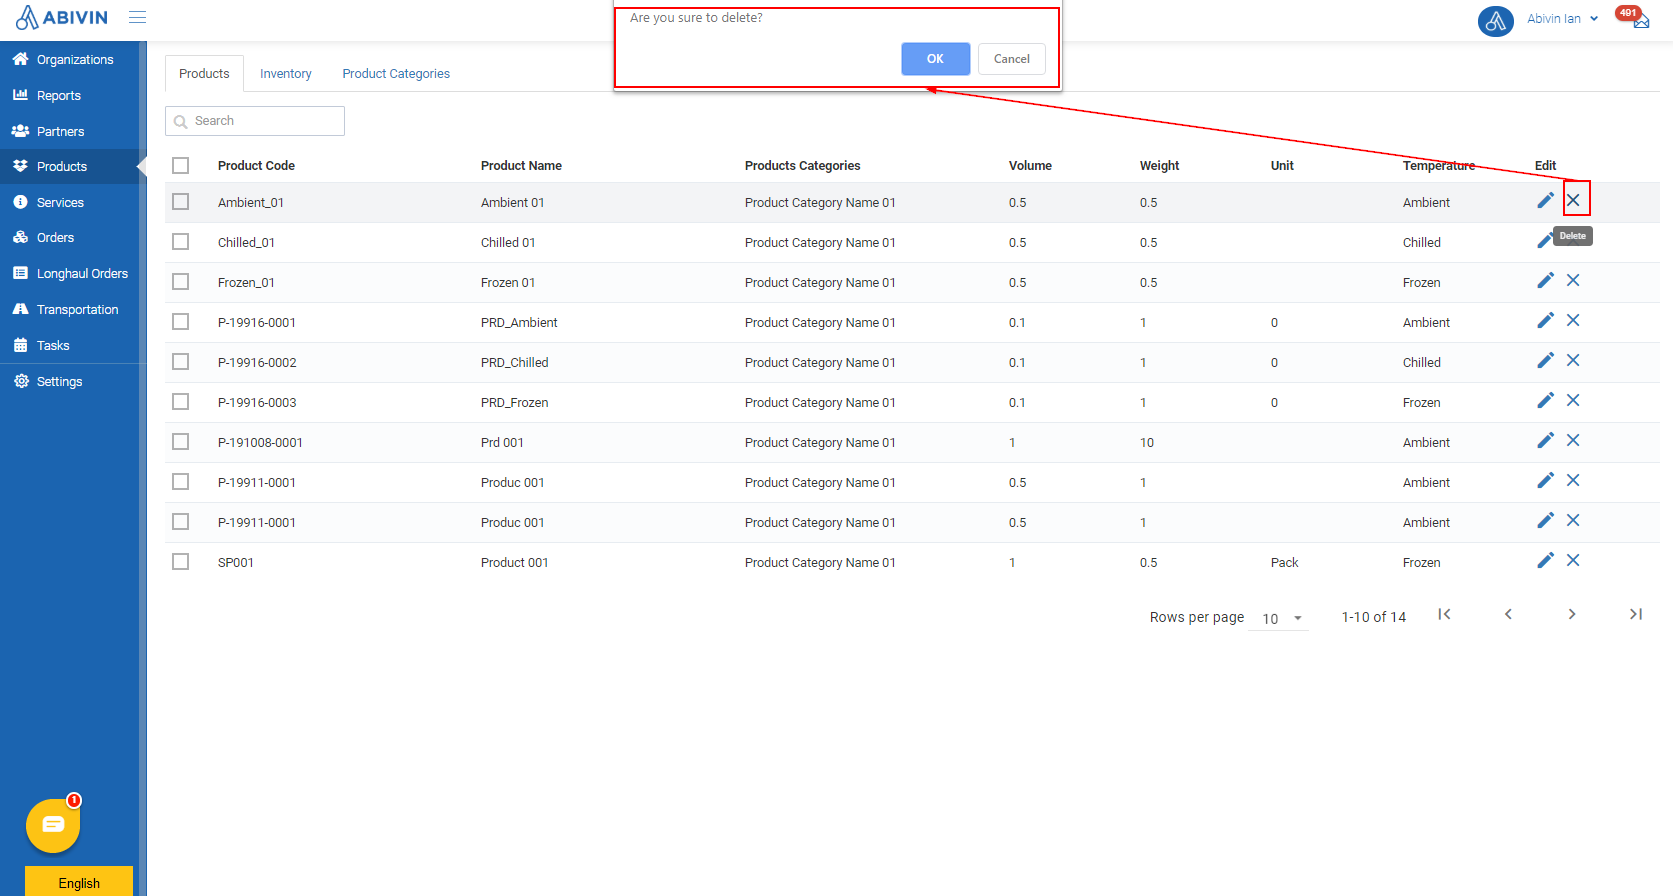 ABIVIN
Are you sure to delete?
OK
Cancel
Abivin Ian
491
Organizations
Reports
Partners
Products
Services
Orders
Longhaul Orders
Transportation
Tasks
Settings
1
English
Products Inventory Product Categories
Search
Product Code Product Name Products Categories Volume Weight Unit Temperature Edit
Ambient_01 Ambient 01 Product Category Name 01 0.5 0.5 Ambient
Chilled_01 Chilled 01 Product Category Name 01 0.5 0.5 Chilled
Delete
Frozen_01 Frozen 01 Product Category Name 01 0.5 0.5 Frozen
P-19916-0001 PRD_Ambient Product Category Name 01 0.1 1 0 Ambient
P-19916-0002 PRD_Chilled Product Category Name 01 0.1 1 0 Chilled
P-19916-0003 PRD_Frozen Product Category Name 01 0.1 1 0 Frozen
P-191008-0001 Prd 001 Product Category Name 01 1 10 Ambient
P-19911-0001 Produc 001 Product Category Name 01 0.5 1 Ambient
P-19911-0001 Produc 001 Product Category Name 01 0.5 1 Ambient
SP001 Product 001 Product Category Name 01 1 0.5 Pack Frozen
Rows per page 10 1-10 of 14